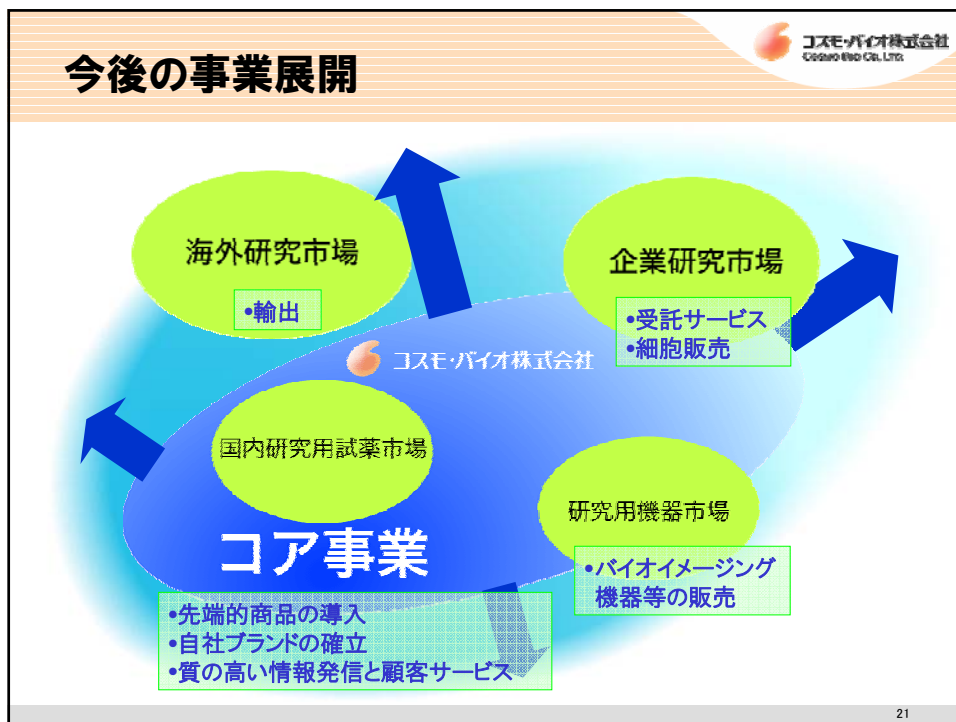 今後の事業展開
コスモ・バイオ株式会社
Cosmo Bio Co., Ltd.
海外研究市場
•輸出
企業研究市場
•受託サービス
•細胞販売
コスモ・バイオ株式会社
国内研究用試薬市場
研究用機器市場
•バイオイメージング
機器等の販売
コア事業
•先端的商品の導入
•自社ブランドの確立
•質の高い情報発信と顧客サービス
21